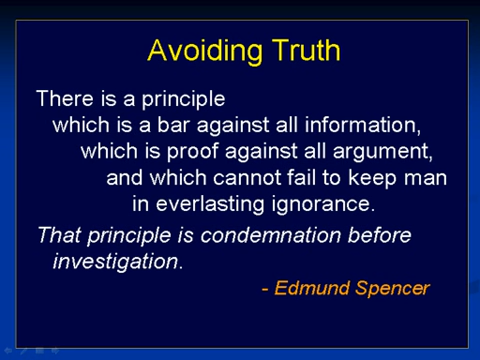 Avoiding Truth
There is a principle
which is a bar against all information,
which is proof against all argument,
and which cannot fail to keep man
in everlasting ignorance.
That principle is condemnation before
investigation.
- Edmund Spencer